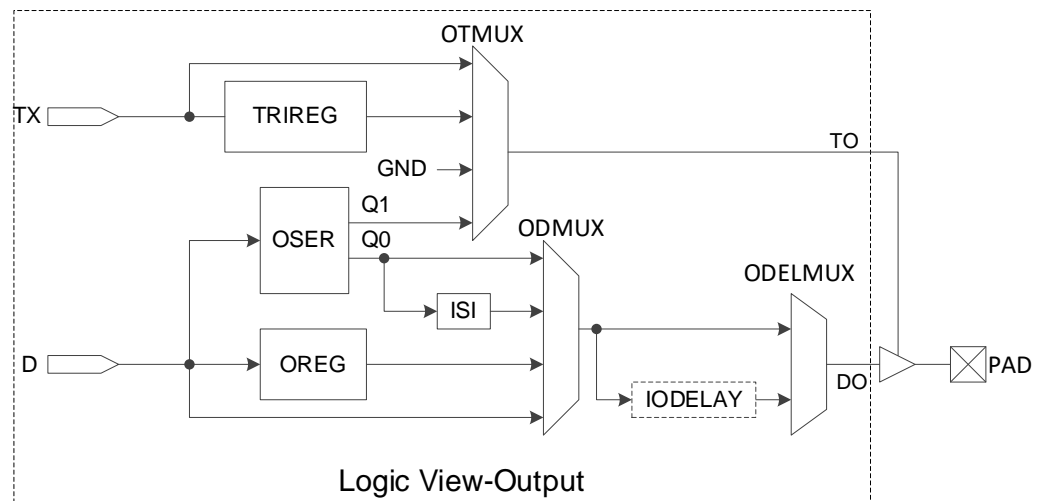 OTMUX
TX
TRIREG
TO
GND
Q1
OSER
Q0
ODMUX
ODELMUX
ISI
D
OREG
DO
PAD
IODELAY
Logic View-Output